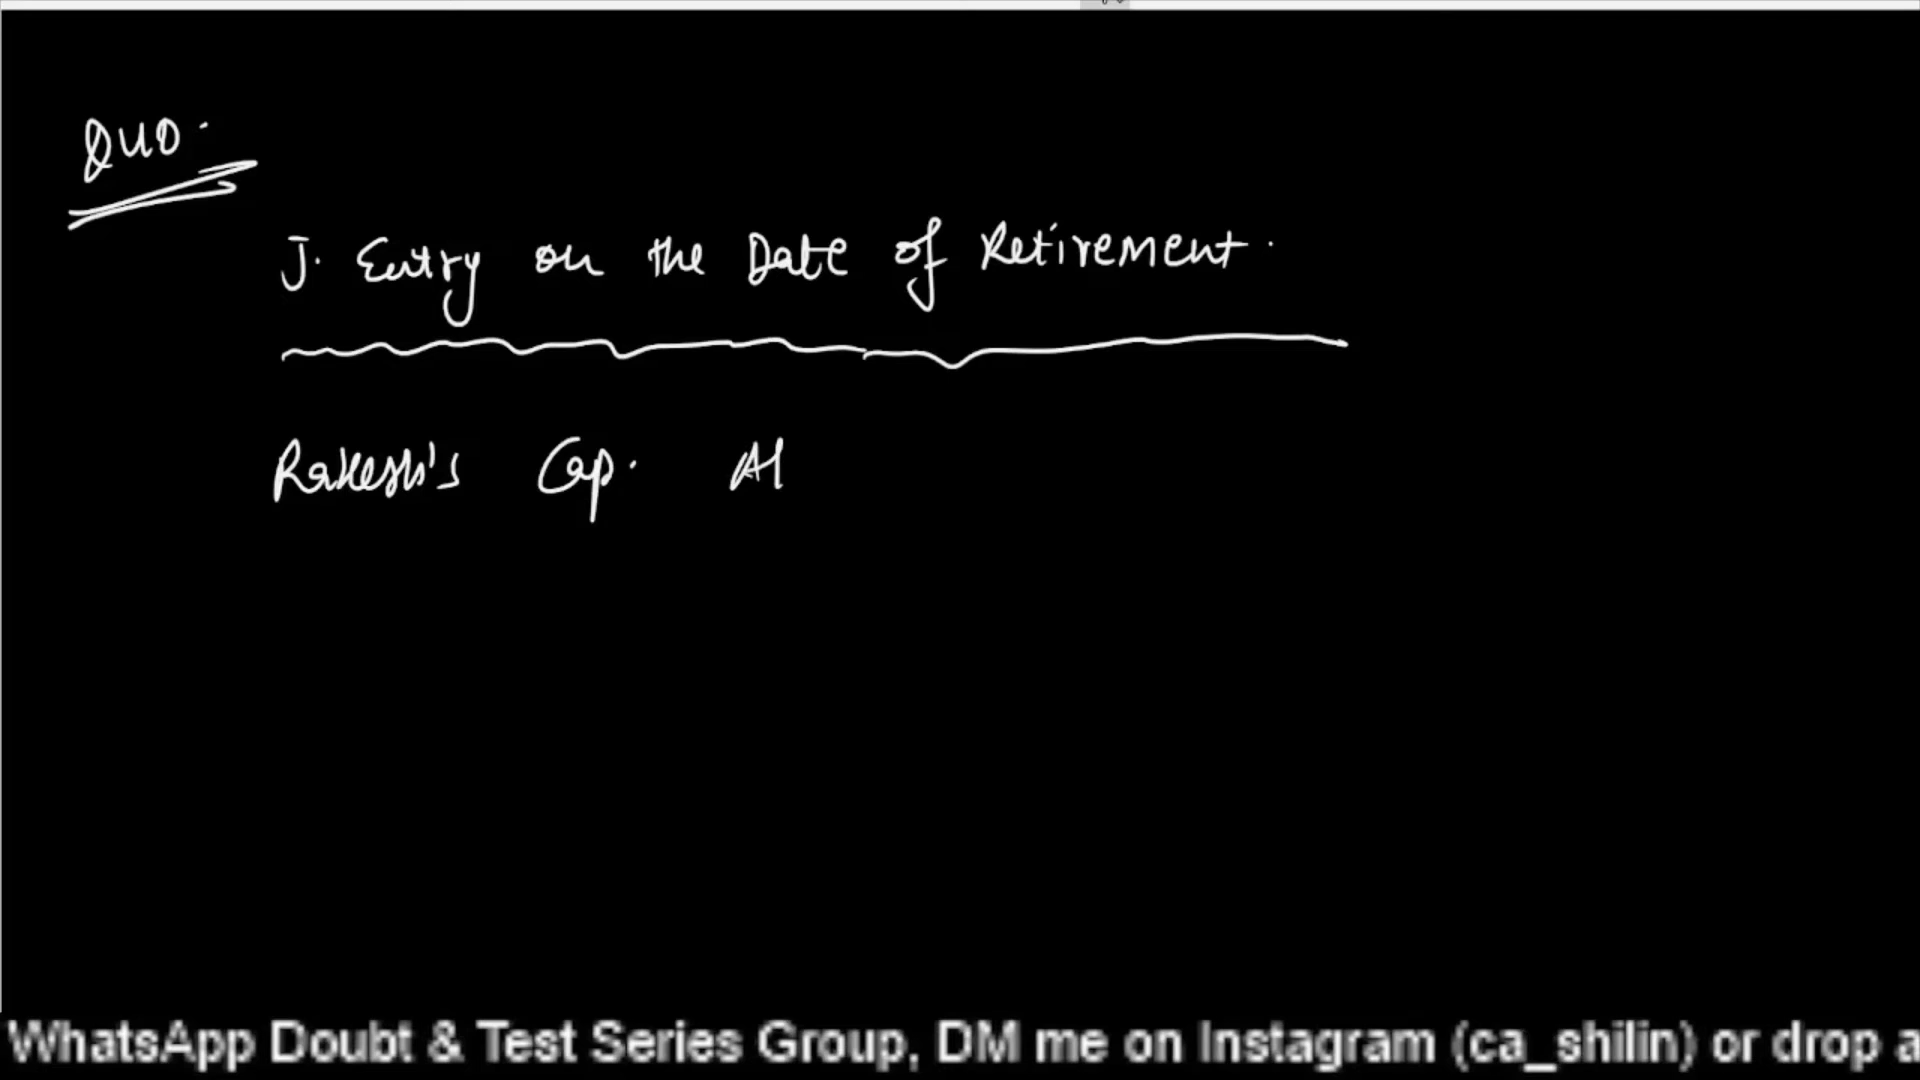 QUO.
J. Entry on the Date of Retirement.
Rakesh's Cap. A
WhatsApp Doubt & Test Series Group, DM me on Instagram (ca_shilin) or drop a